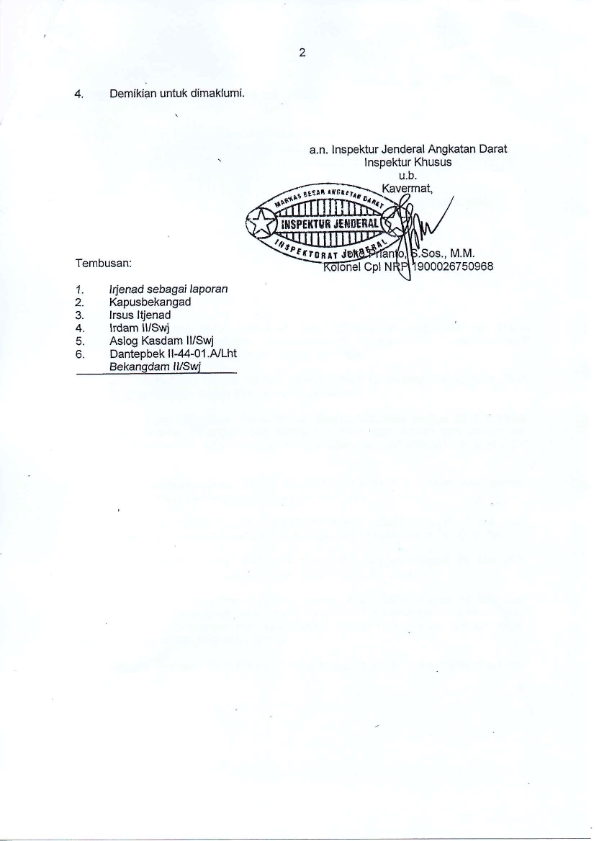 2
4. Demikian untuk dimaklumi.
a.n. Inspektur Jenderal Angkatan Darat
Inspektur Khusus
u.b.
Kavermat,
MARKAS BESAR ANGKATAN DARAT
INSPEKTUR JENDERAL
INSPEKTORAT JENDERAL
Prianto, S.Sos., M.M.
Kolonel Cpl NRP 1900026750968
Tembusan:
1. Irjenad sebagai laporan
2. Kapusbekangad
3. Irsus Itjenad
4. Irdam II/Swj
5. Aslog Kasdam II/Swj
6. Dantepbek II-44-01.A/Lht
Bekangdam II/Swj